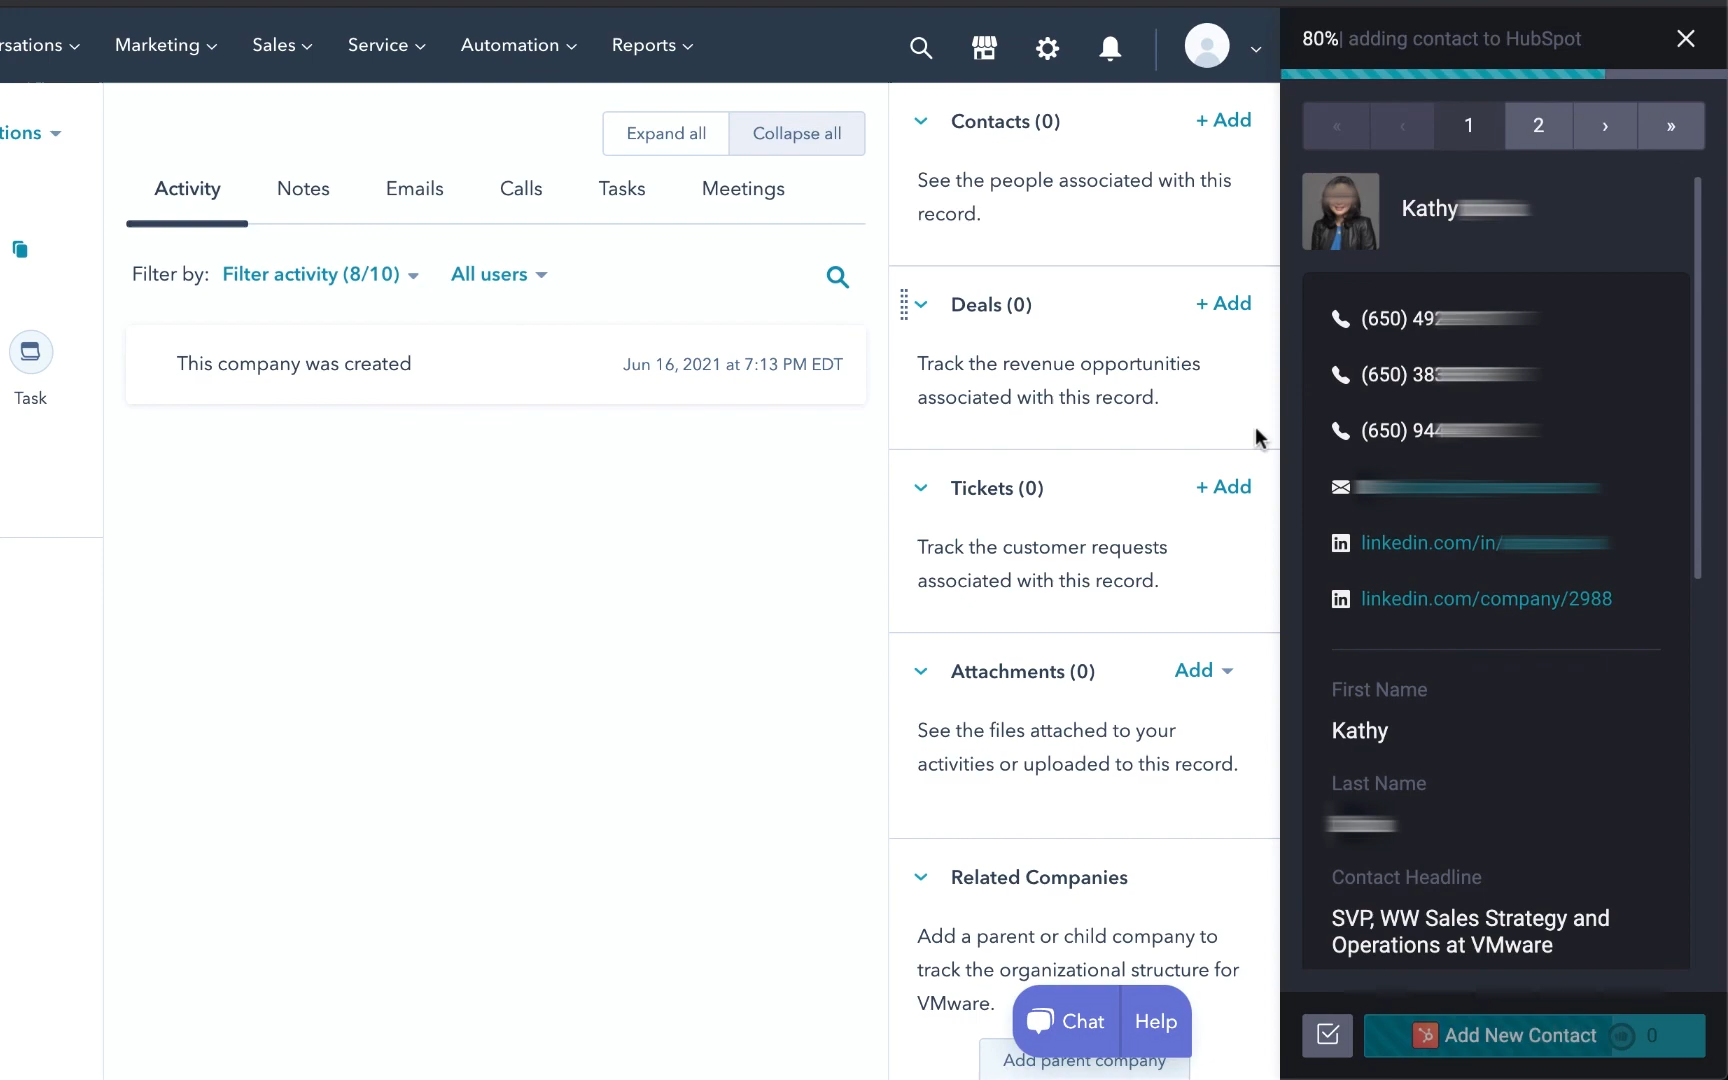 Marketing
Sales
Service
Automation
Reports
80%| adding contact to HubSpot
Expand all
Collapse all
Activity
Notes
Emails
Calls
Tasks
Meetings
Filter by: Filter activity (8/10)
All users
This company was created
Jun 16, 2021 at 7:13 PM EDT
Task
Contacts (0)
+ Add
See the people associated with this
record.
Deals (0)
+ Add
Track the revenue opportunities
associated with this record.
Tickets (0)
+ Add
Track the customer requests
associated with this record.
Attachments (0)
Add
See the files attached to your
activities or uploaded to this record.
Related Companies
Add a parent or child company to
track the organizational structure for
VMware.
Chat
Help
Add parent company
« ‹ 1 2 › »
Kathy
(650)
(650)
(650)
linkedin.com/in/
linkedin.com/company/2988
First Name
Kathy
Last Name
Contact Headline
SVP, WW Sales Strategy and
Operations at VMware
Add New Contact
0